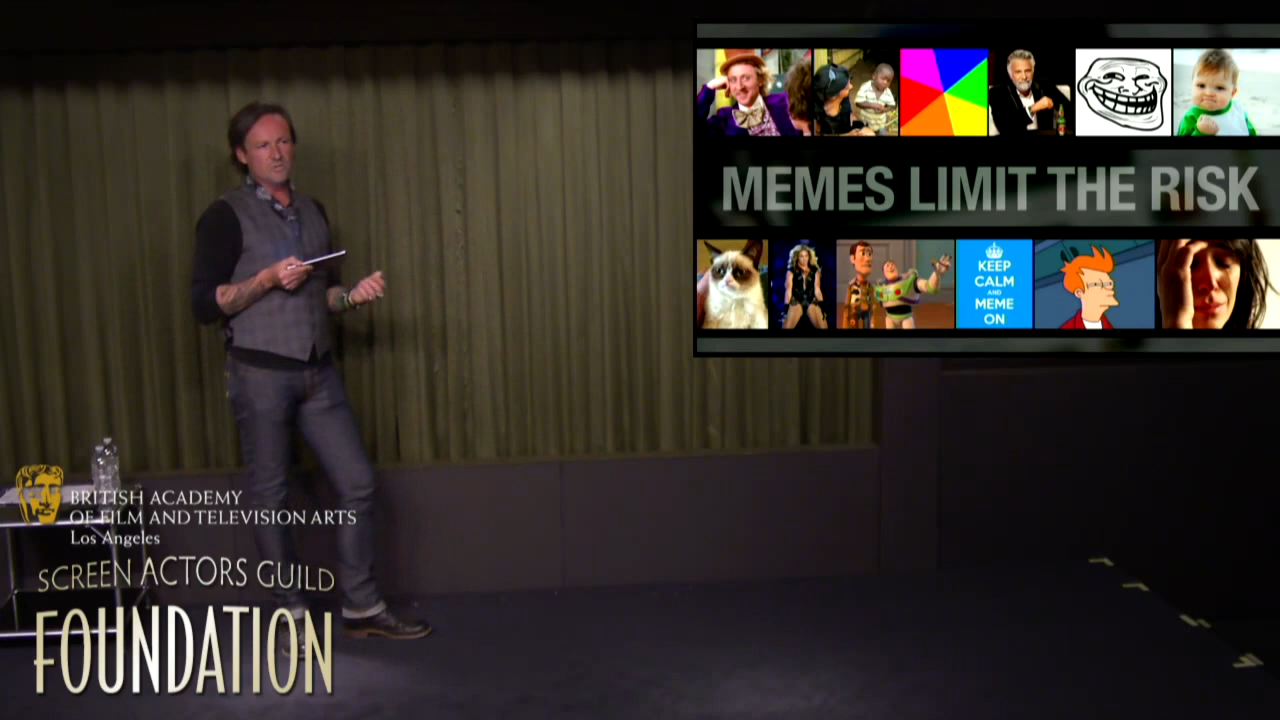 MEMES LIMIT THE RISK
KEEP
CALM
AND
MEME
ON
BRITISH ACADEMY
OF FILM AND TELEVISION ARTS
Los Angeles
SCREEN ACTORS GUILD
FOUNDATION